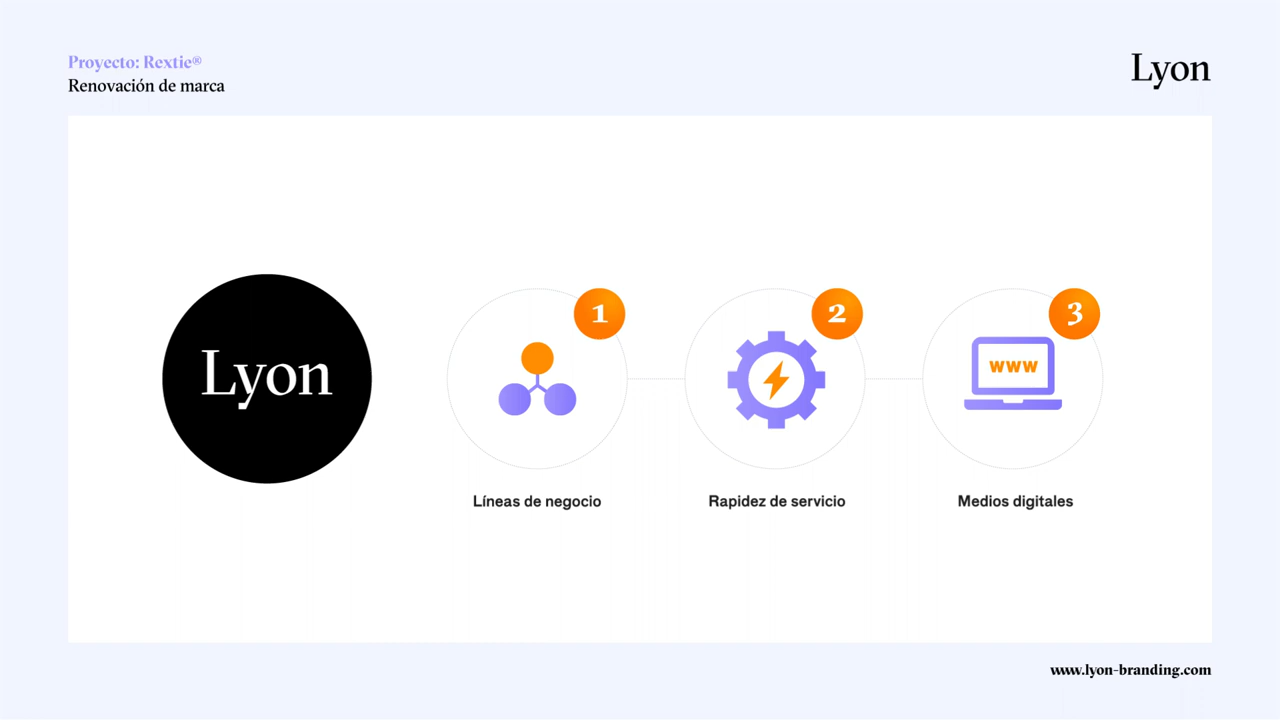 Proyecto: Rextie®
Renovación de marca
Lyon
Lyon
1
2
3
www
Líneas de negocio
Rapidez de servicio
Medios digitales
www.lyon-branding.com